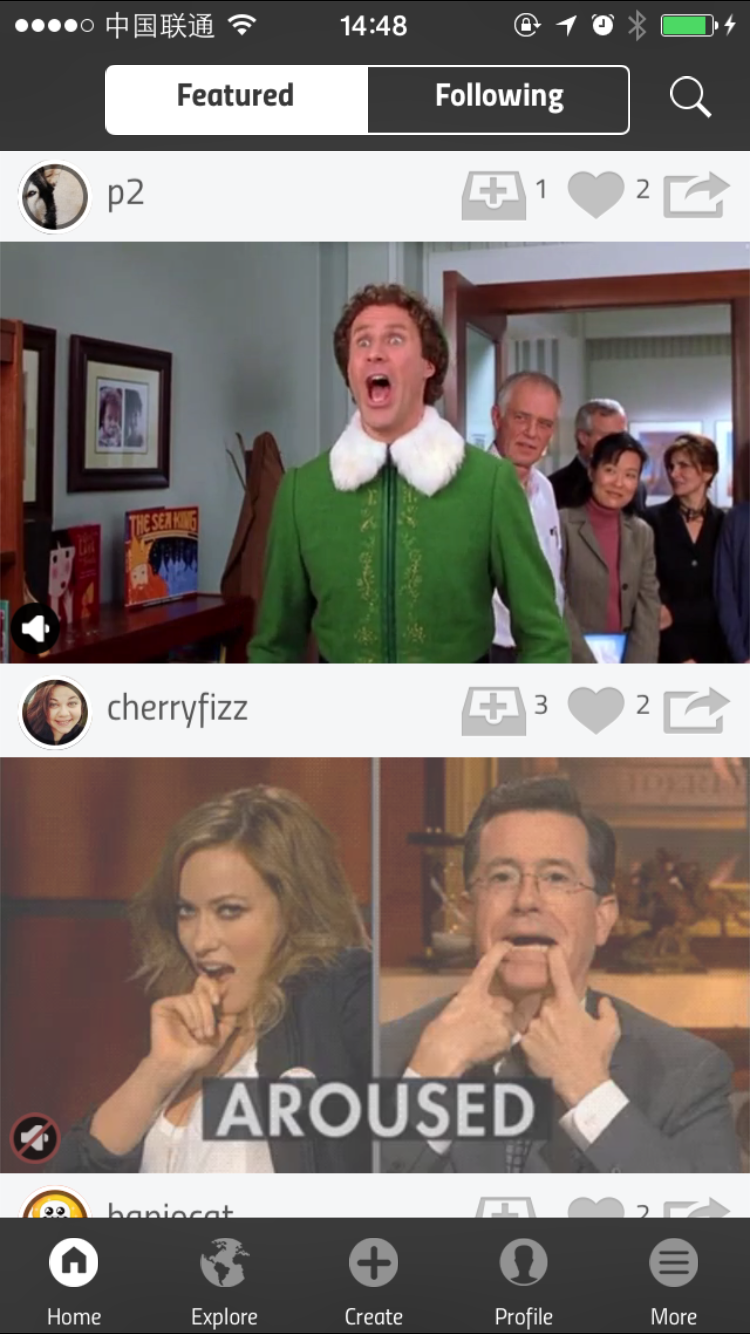 中国联通 14:48
Featured Following
p2 1 2
THE SEA KING
cherryfizz 3 2
AROUSED
banjocat 2
Home Explore Create Profile More